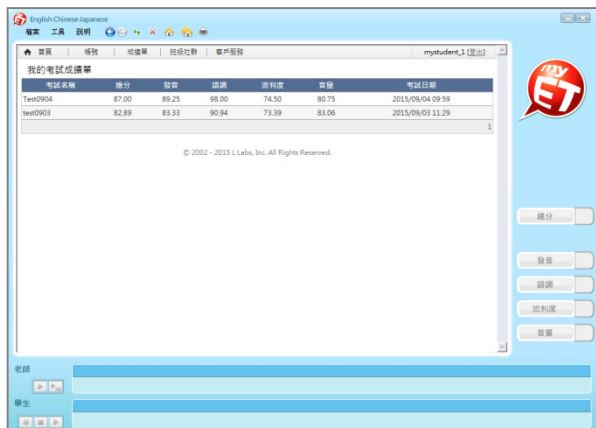 English Chinese Japanese
檔案 工具 說明
首頁 | 帳號 | 成績單 | 班級社群 | 客戶服務 mystudent_1 [登出]
我的考試成績單
考試名稱 總分 發音 語調 流利度 音量 考試日期
Test0904 87.00 89.25 98.00 74.50 80.75 2015/09/04 09:59
test0903 82.89 83.33 90.94 73.39 83.06 2015/09/03 11:29
1
© 2002 - 2015 L Labs, Inc. All Rights Reserved.
my
ET
總分
發音
語調
流利度
音量
老師
學生